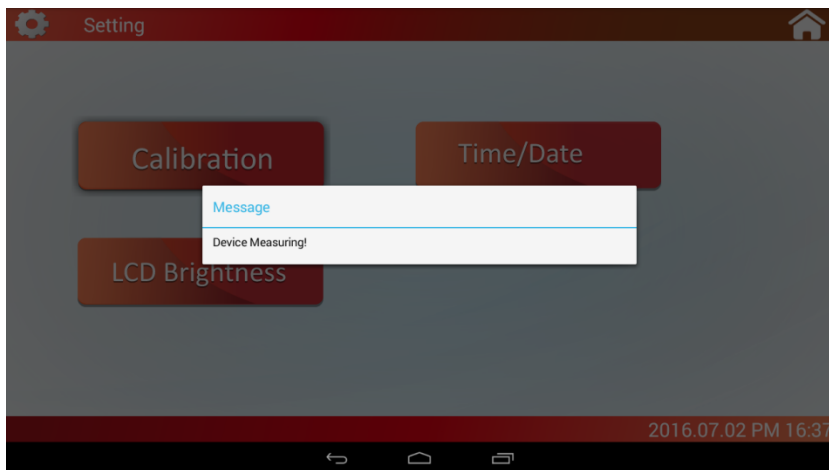 Setting
Calibration
Time/Date
Message
Device Measuring!
LCD Brightness
2016.07.02 PM 16:37